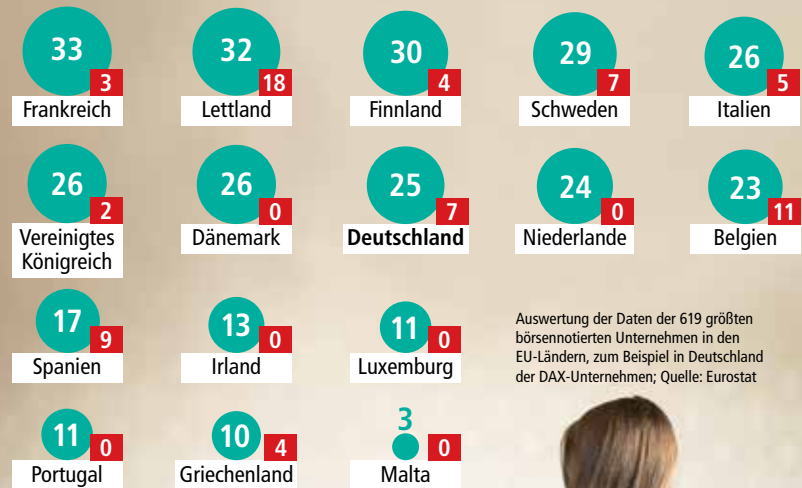 33
3
Frankreich
32
18
Lettland
30
4
Finnland
29
7
Schweden
26
5
Italien
26
2
Vereinigtes
Königreich
26
0
Dänemark
25
7
Deutschland
24
0
Niederlande
23
11
Belgien
17
9
Spanien
13
0
Irland
11
0
Luxemburg
Auswertung der Daten der 619 größten
börsennotierten Unternehmen in den
EU-Ländern, zum Beispiel in Deutschland
der DAX-Unternehmen; Quelle: Eurostat
11
0
Portugal
10
4
Griechenland
3
0
Malta